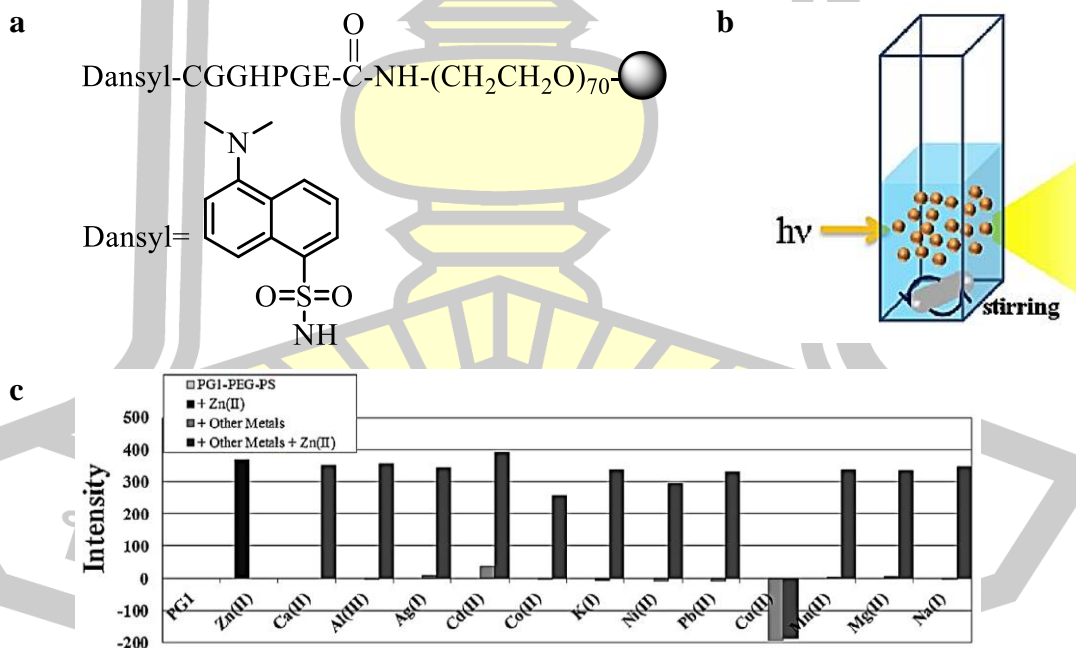 a
O
Dansyl-CGGHPGE-C-NH-(CH₂CH₂O)₇₀-
N
Dansyl=
O=S=O
NH
b
hν
stirring
c
PG1-PEG-PS
+ Zn(II)
+ Other Metals
+ Other Metals + Zn(II)
Intensity
500
400
300
200
100
0
-100
-200
PG1
Zn(II)
Ca(II)
Al(III)
Ag(I)
Cd(II)
Co(II)
K(I)
Ni(II)
Pb(II)
Cu(II)
Mn(II)
Mg(II)
Na(I)